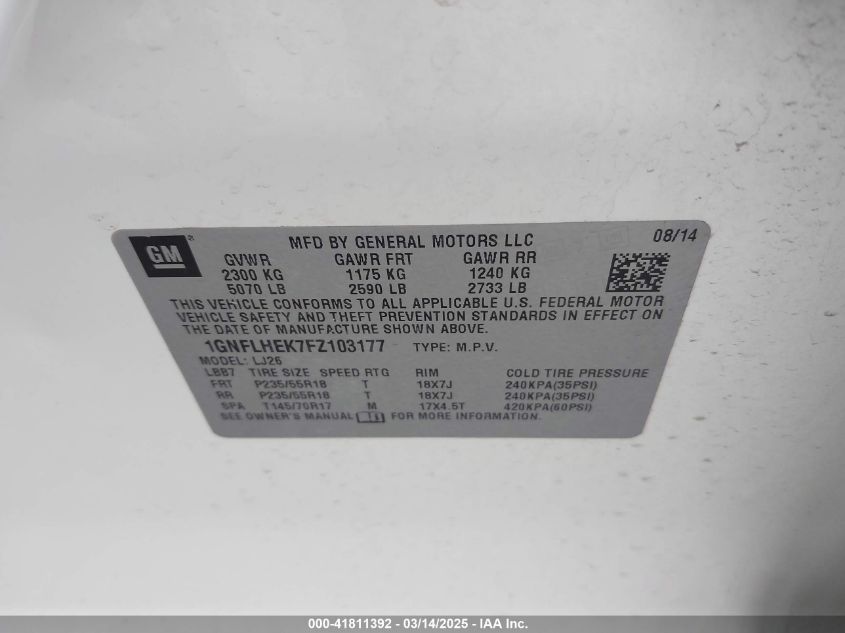 GM
MFD BY GENERAL MOTORS LLC 08/14
GVWR GAWR FRT GAWR RR
2300 KG 1175 KG 1240 KG
5070 LB 2590 LB 2733 LB
THIS VEHICLE CONFORMS TO ALL APPLICABLE U.S. FEDERAL MOTOR
VEHICLE SAFETY AND THEFT PREVENTION STANDARDS IN EFFECT ON
THE DATE OF MANUFACTURE SHOWN ABOVE.
1GNFLHEK7FZ103177 TYPE: M.P.V.
MODEL: LJ26
LBB7 TIRE SIZE SPEED RTG RIM COLD TIRE PRESSURE
FRT P235/55R18 T 18X7J 240KPA(35PSI)
RR P235/55R18 T 18X7J 240KPA(35PSI)
SPA T145/70R17 M 17X4.5T 420KPA(60PSI)
SEE OWNER'S MANUAL FOR MORE INFORMATION.
000-41811392 - 03/14/2025 - IAA Inc.